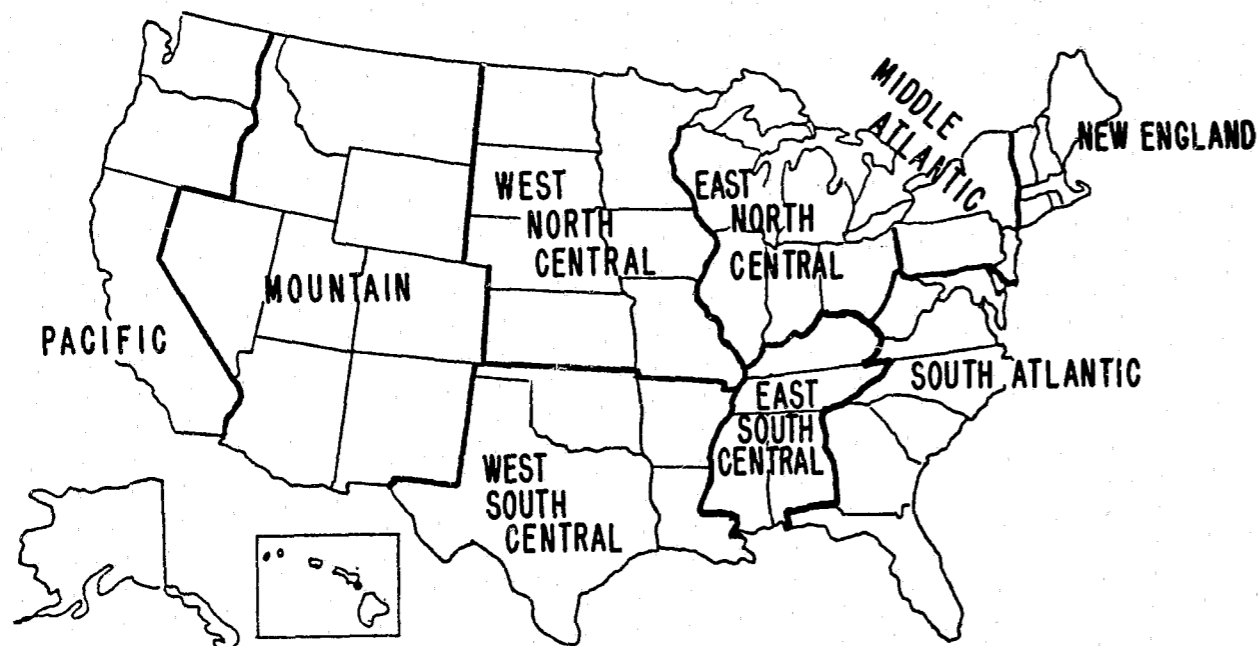 MIDDLE
ATLANTIC
NEW ENGLAND
WEST
NORTH
CENTRAL
EAST
NORTH
CENTRAL
MOUNTAIN
PACIFIC
SOUTH ATLANTIC
EAST
SOUTH
CENTRAL
WEST
SOUTH
CENTRAL